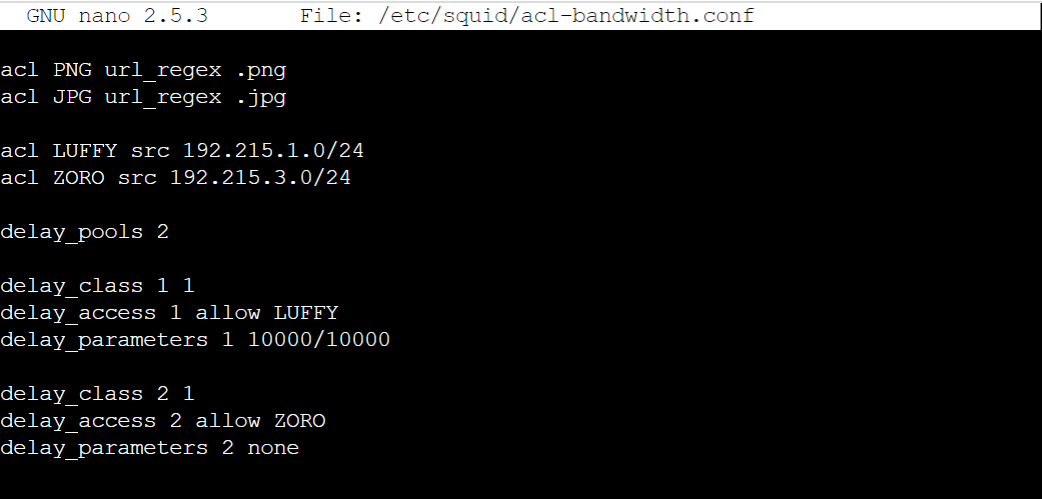 GNU nano 2.5.3 File: /etc/squid/acl-bandwidth.conf
acl PNG url_regex .png
acl JPG url_regex .jpg
acl LUFFY src 192.215.1.0/24
acl ZORO src 192.215.3.0/24
delay_pools 2
delay_class 1 1
delay_access 1 allow LUFFY
delay_parameters 1 10000/10000
delay_class 2 1
delay_access 2 allow ZORO
delay_parameters 2 none